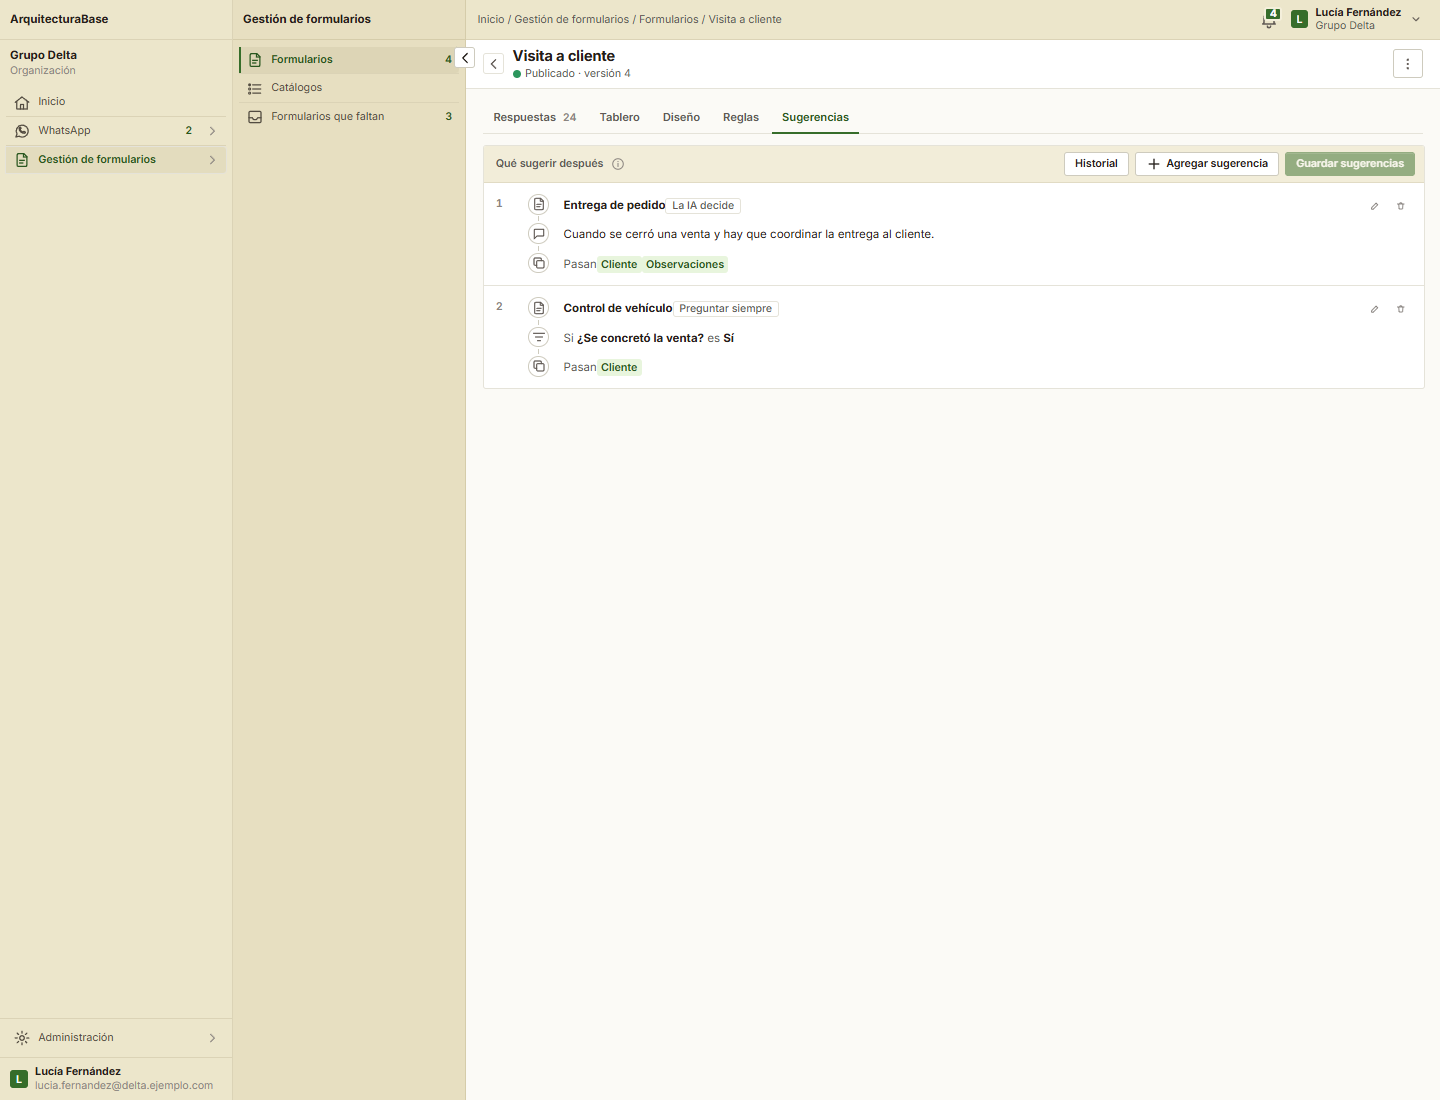 ArquitecturaBase
Gestión de formularios
Inicio / Gestión de formularios / Formularios / Visita a cliente
4
L
Lucía Fernández
Grupo Delta
Grupo Delta
Organización
Inicio
WhatsApp 2
Gestión de formularios
Formularios 4
Catálogos
Formularios que faltan 3
Visita a cliente
Publicado · versión 4
Respuestas 24 Tablero Diseño Reglas Sugerencias
Qué sugerir después
Historial
Agregar sugerencia
Guardar sugerencias
1 Entrega de pedido La IA decide
Cuando se cerró una venta y hay que coordinar la entrega al cliente.
Pasan Cliente Observaciones
2 Control de vehículo Preguntar siempre
Si ¿Se concretó la venta? es Sí
Pasan Cliente
Administración
L
Lucía Fernández
lucia.fernandez@delta.ejemplo.com